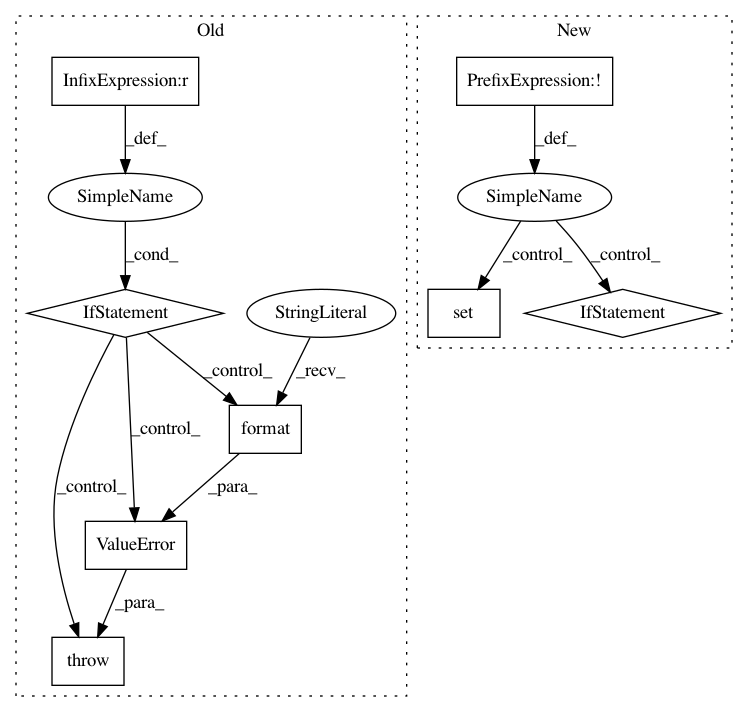 Old
New
InfixExpression:r
PrefixExpression:!
_def_
_def_
SimpleName
SimpleName
_cond_
_control_
_control_
IfStatement
StringLiteral
set
IfStatement
_control_
_recv_
_control_
format
_control_
_para_
ValueError
_para_
throw